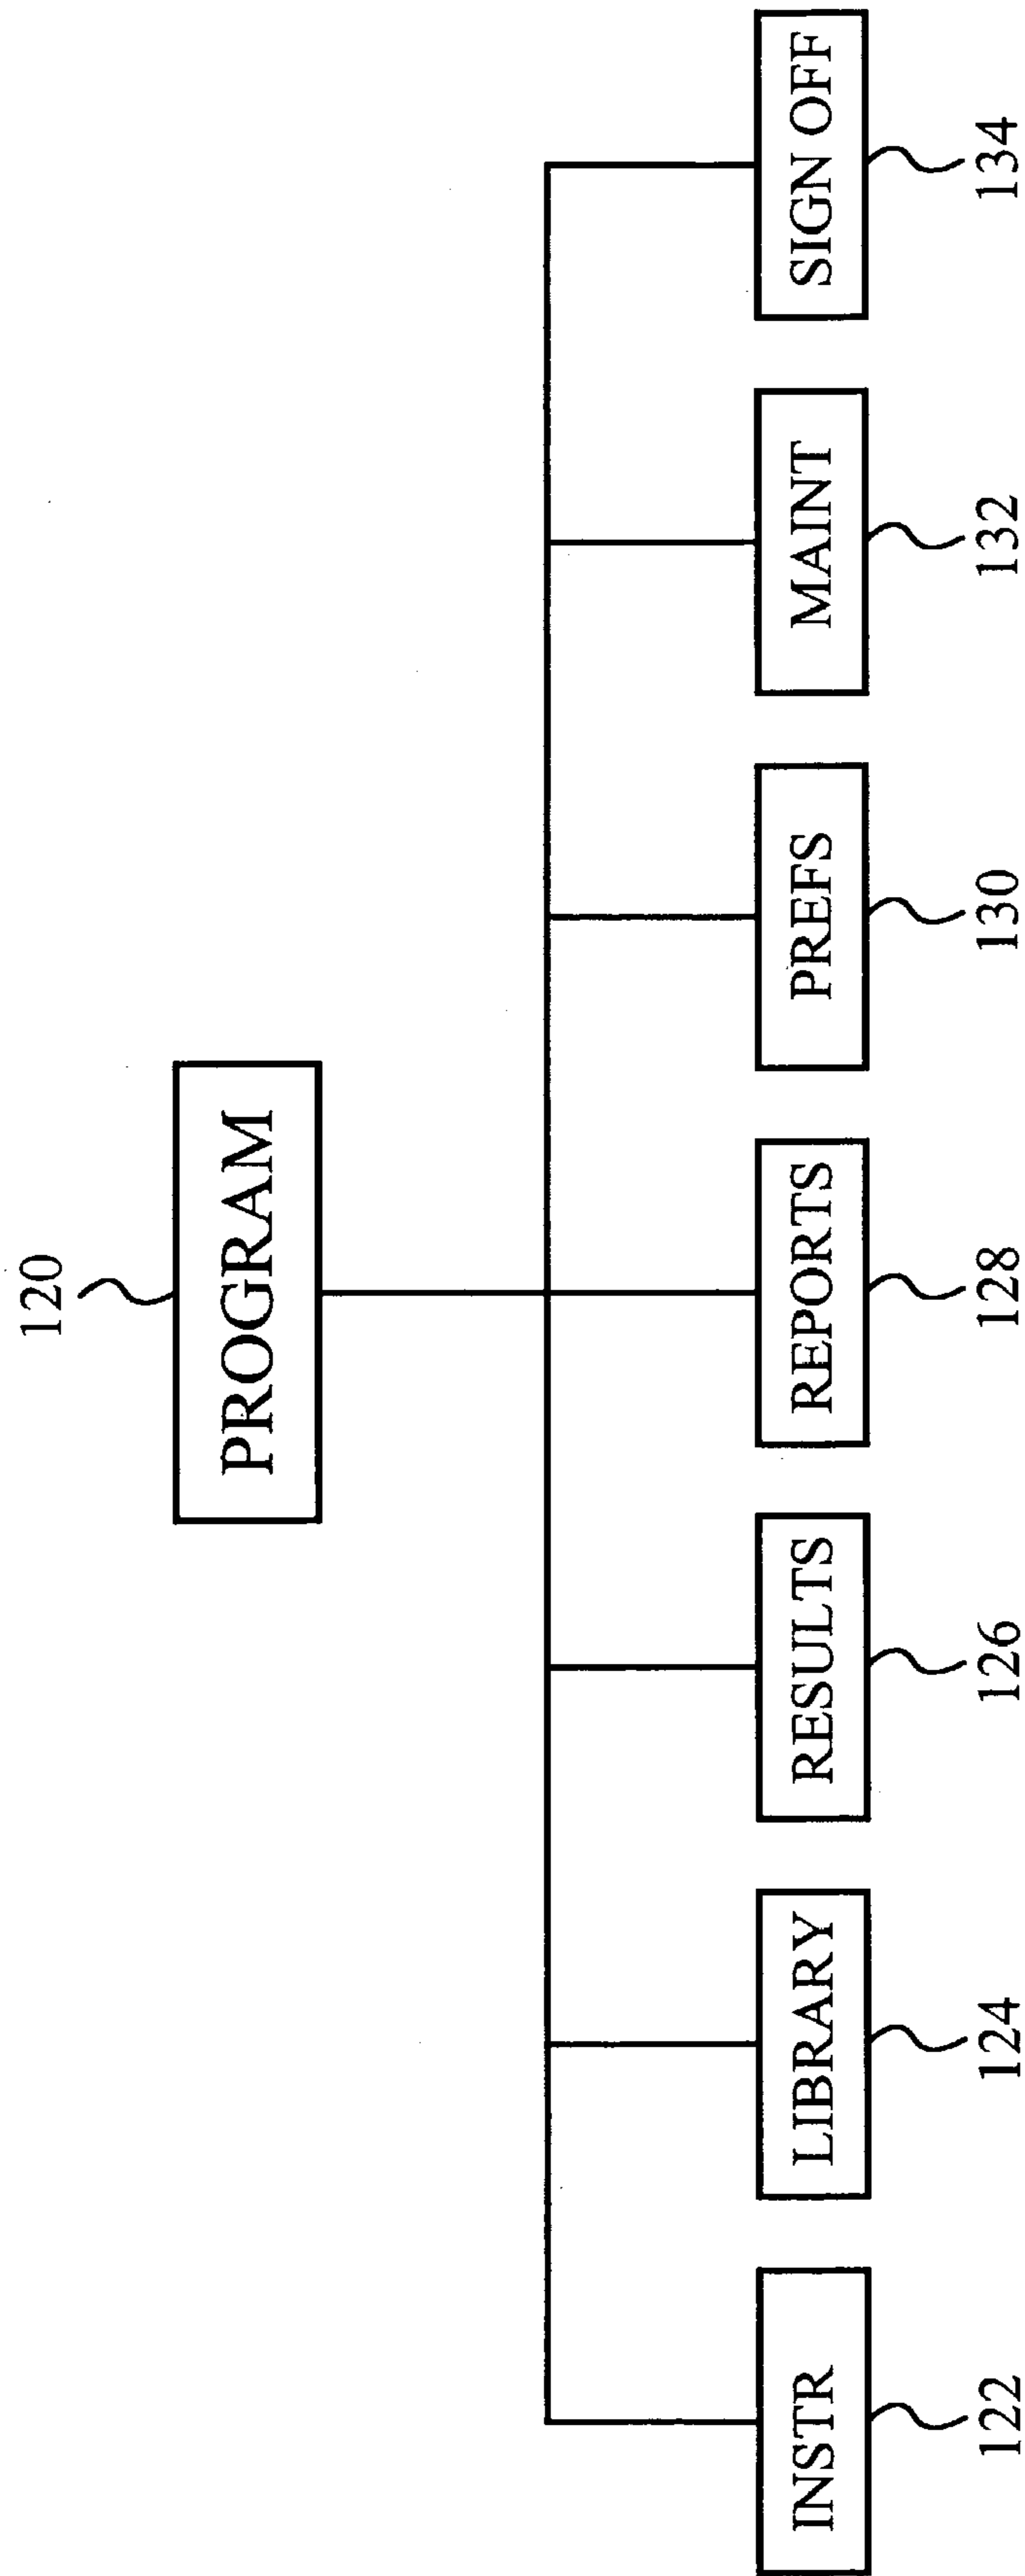 120
PROGRAM
INSTR
LIBRARY
RESULTS
REPORTS
PREFS
MAINT
SIGN OFF
122
124
126
128
130
132
134